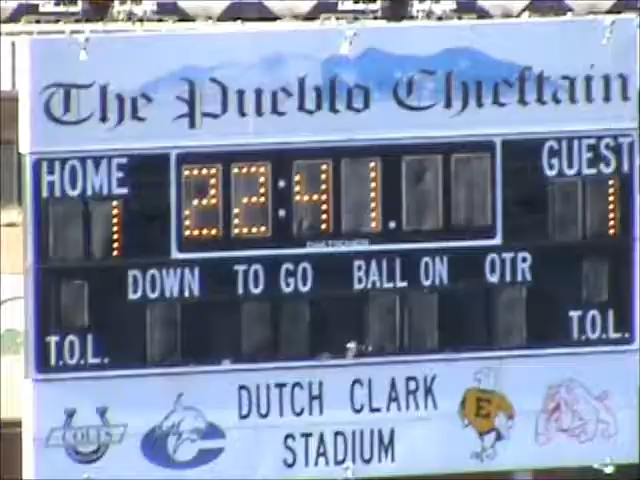 The Pueblo Chieftain
HOME 22:41. GUEST
1 1
DOWN TO GO BALL ON QTR
T.O.L. T.O.L.
DUTCH CLARK
STADIUM
COLTS C E